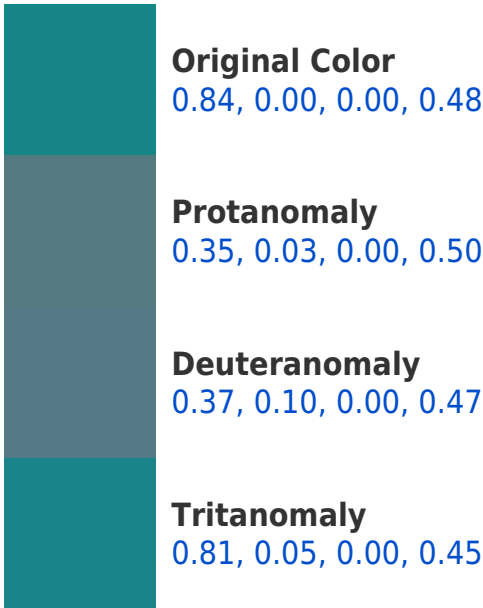 Original Color
0.84, 0.00, 0.00, 0.48
Protanomaly
0.35, 0.03, 0.00, 0.50
Deuteranomaly
0.37, 0.10, 0.00, 0.47
Tritanomaly
0.81, 0.05, 0.00, 0.45